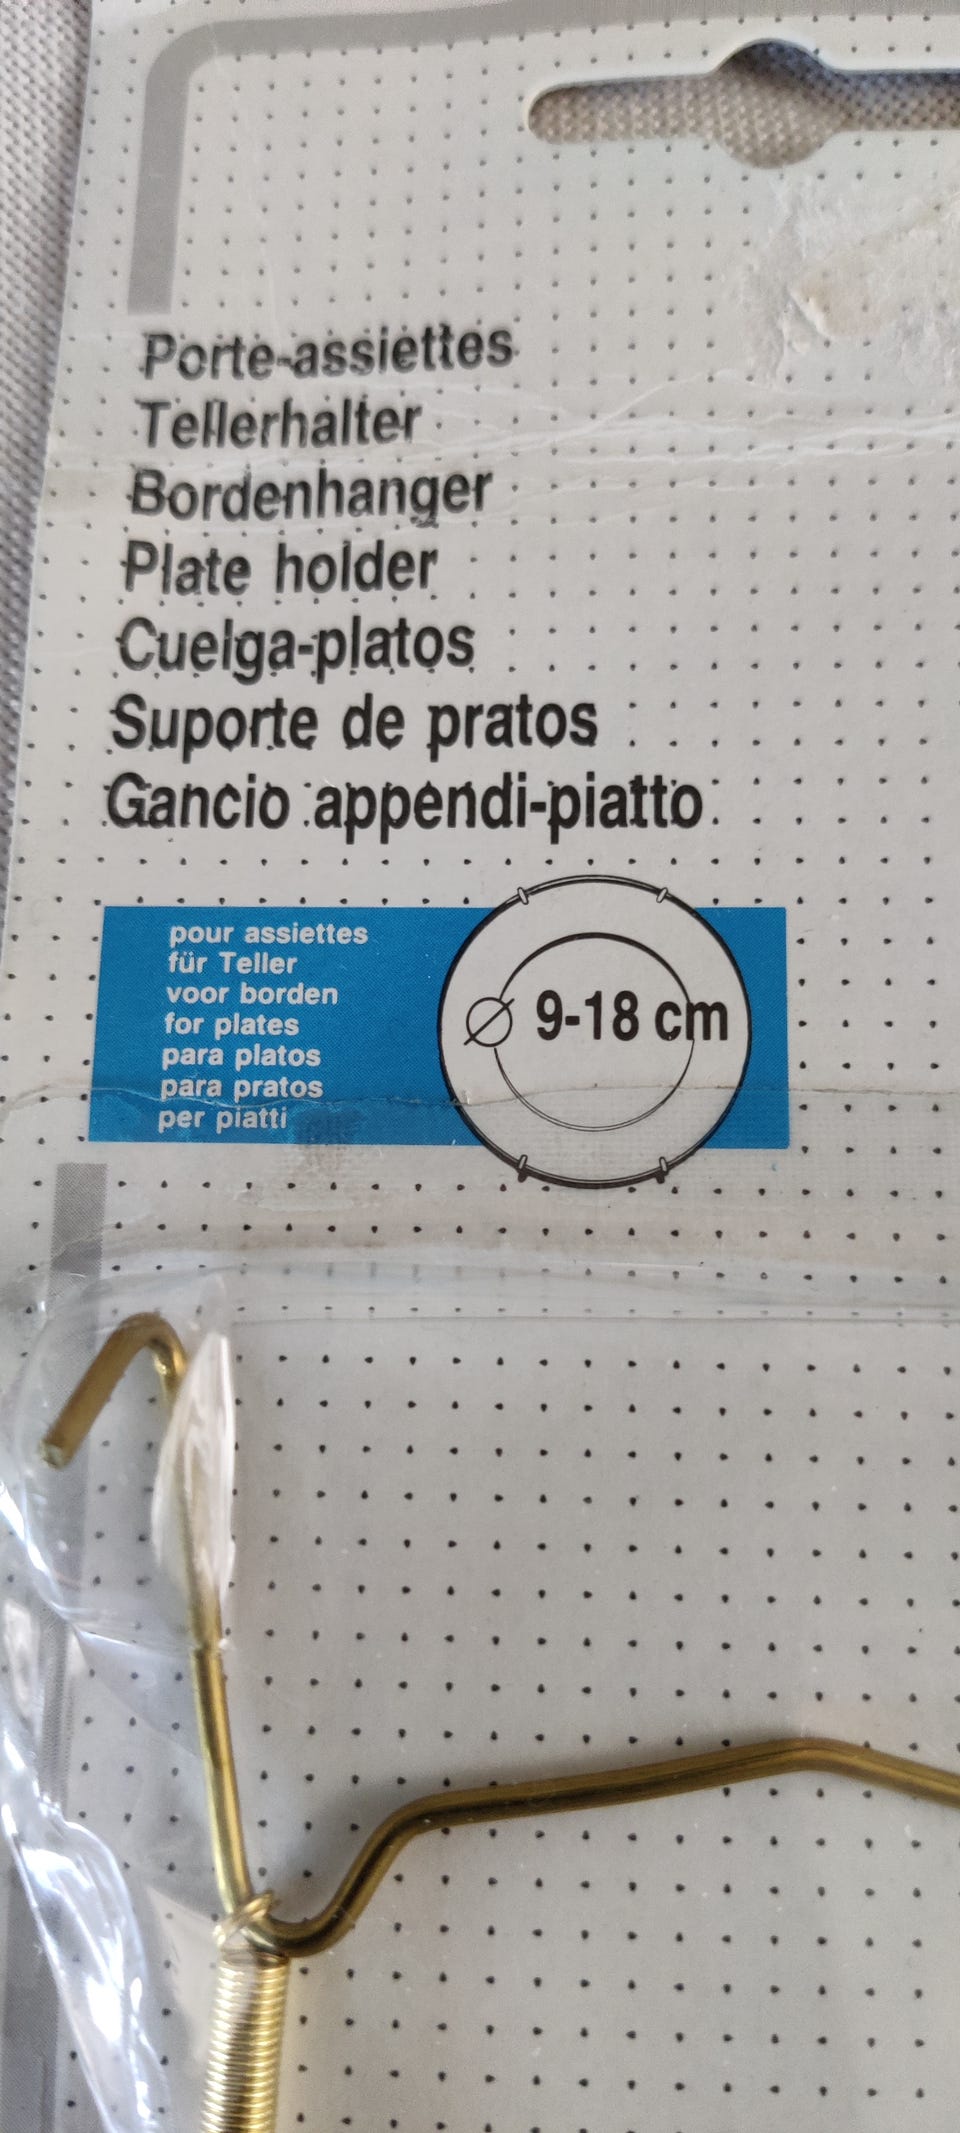 Porte-assiettes
Tellerhalter
Bordenhanger
Plate holder
Cuelga-platos
Suporte de pratos
Gancio appendi-piatto
pour assiettes
für Teller
voor borden
for plates
para platos
para pratos
per piatti
⌀ 9-18 cm